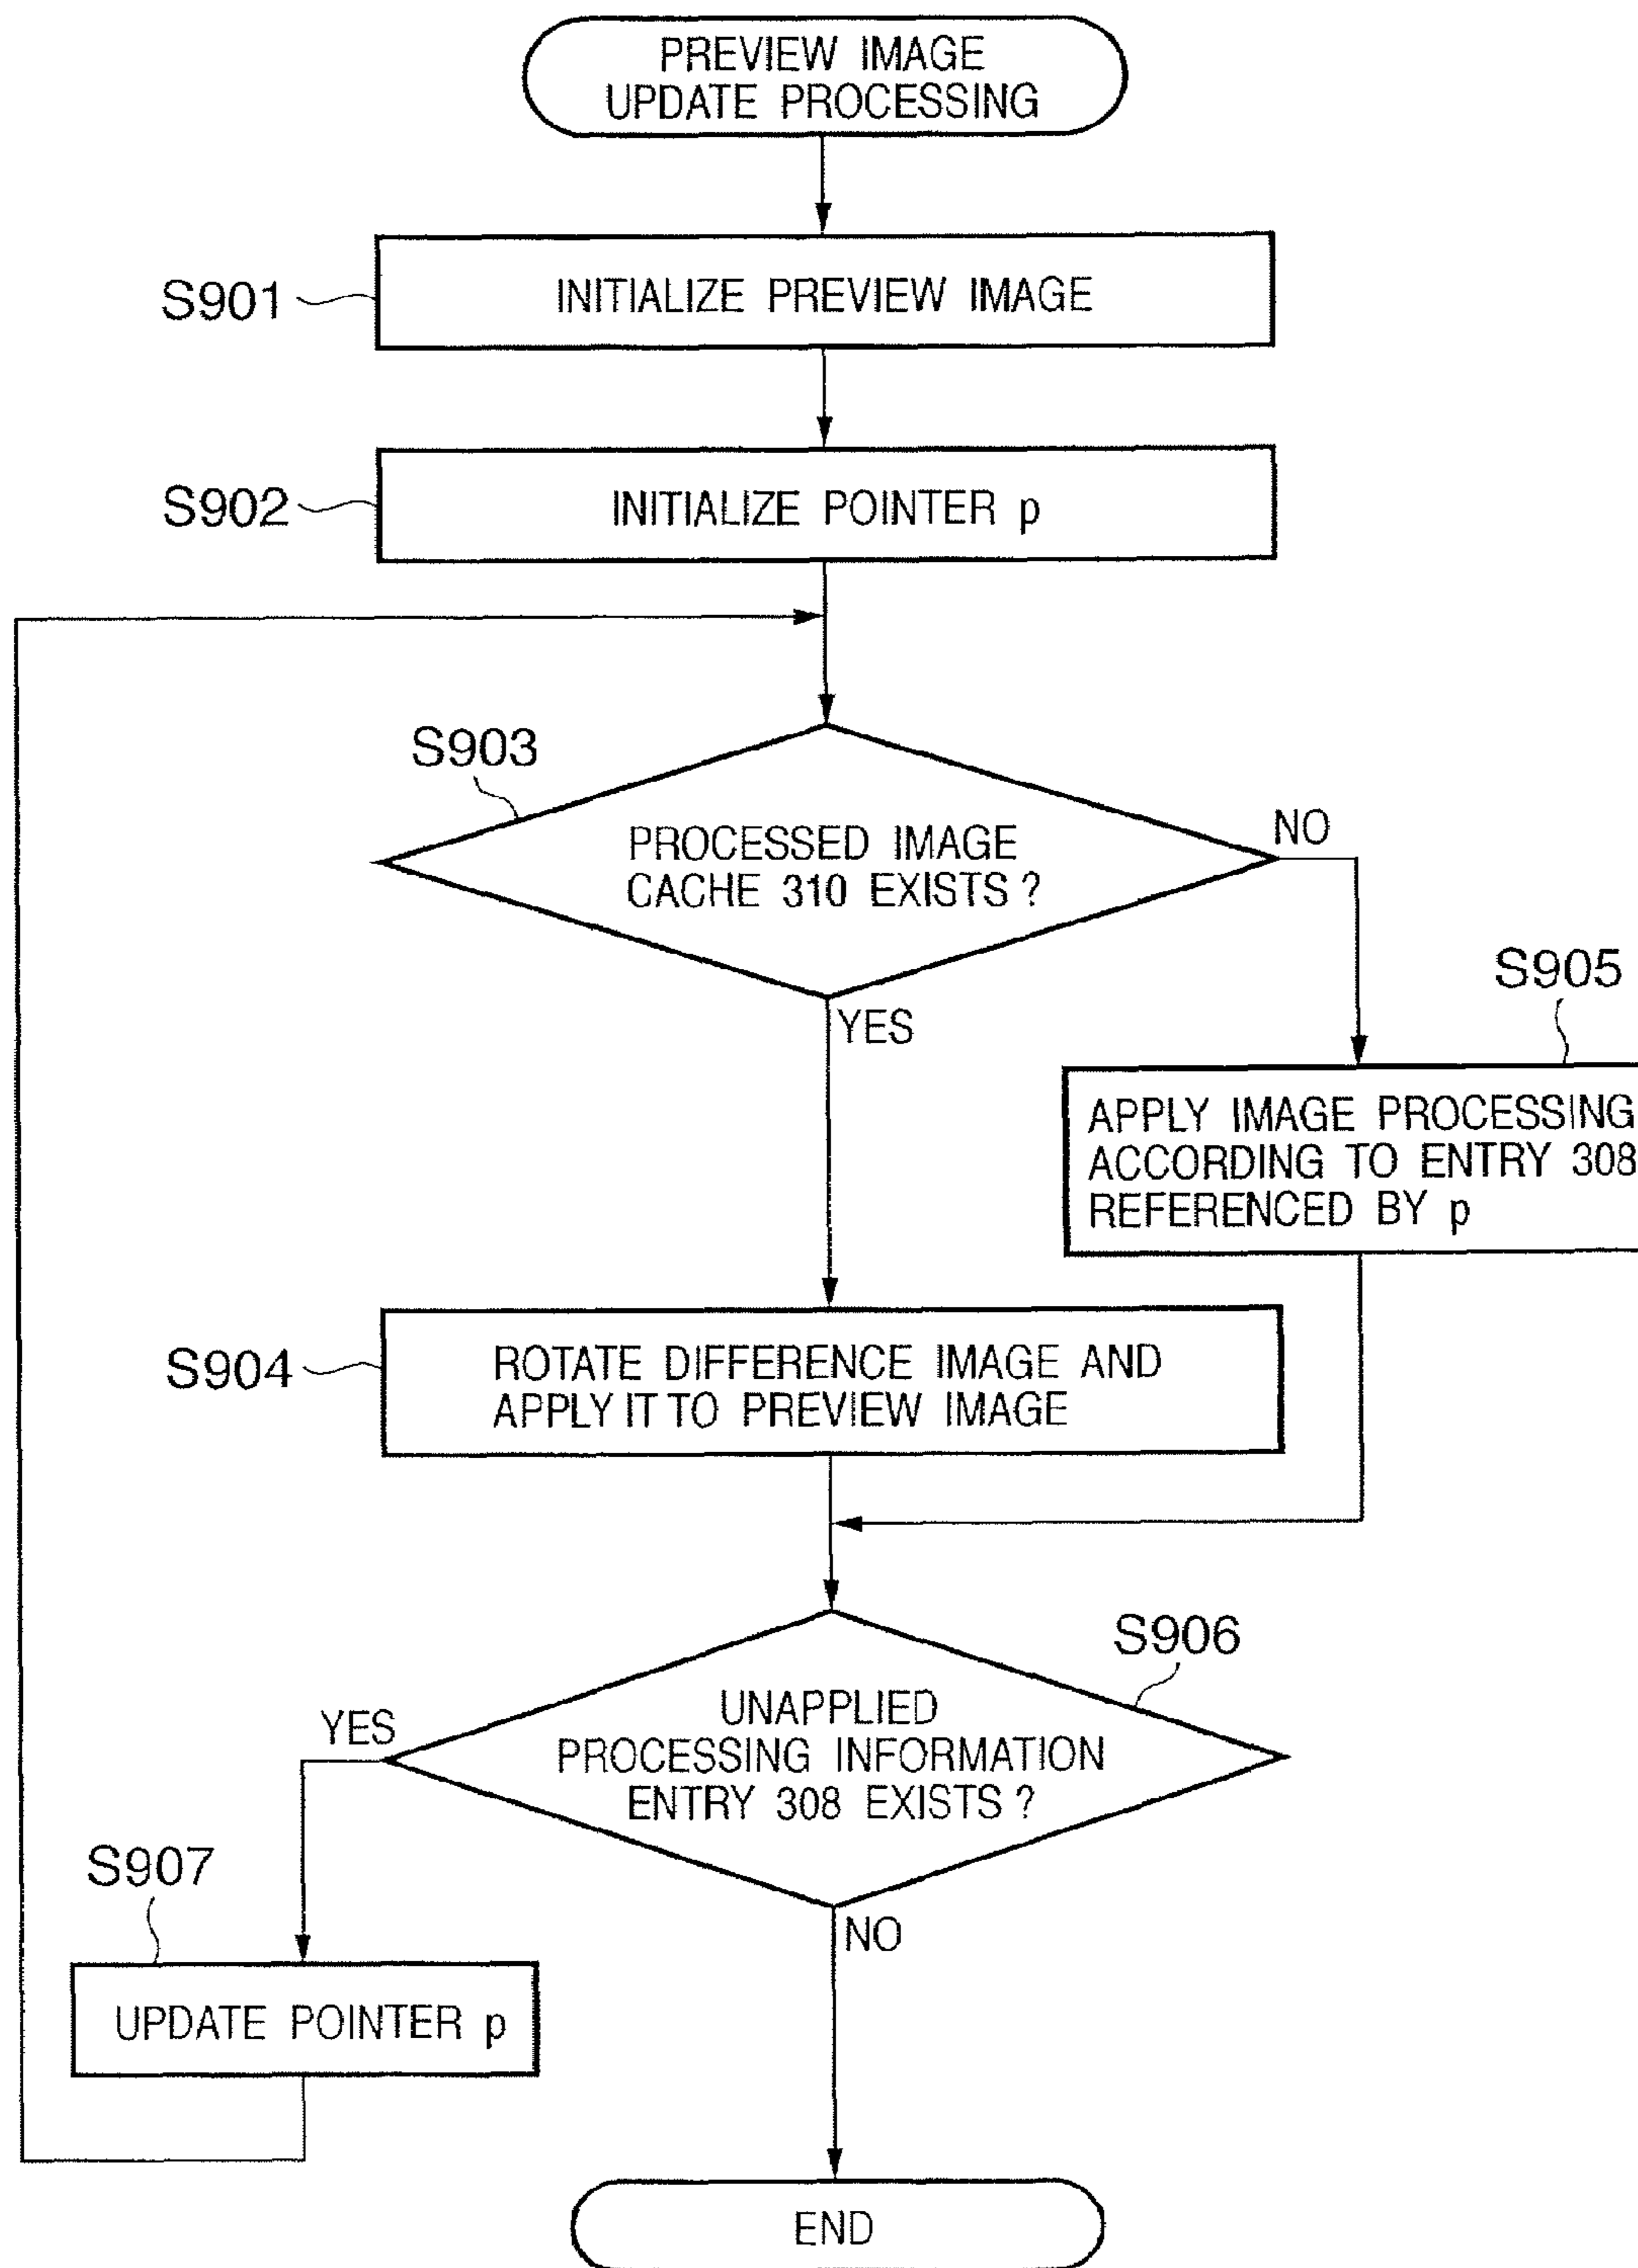 PREVIEW IMAGE
UPDATE PROCESSING
S901
INITIALIZE PREVIEW IMAGE
S902
INITIALIZE POINTER p
S903
PROCESSED IMAGE
CACHE 310 EXISTS ?
NO
YES
S905
APPLY IMAGE PROCESSING
ACCORDING TO ENTRY 308
REFERENCED BY p
S904
ROTATE DIFFERENCE IMAGE AND
APPLY IT TO PREVIEW IMAGE
S906
UNAPPLIED
PROCESSING INFORMATION
ENTRY 308 EXISTS ?
YES
NO
S907
UPDATE POINTER p
END